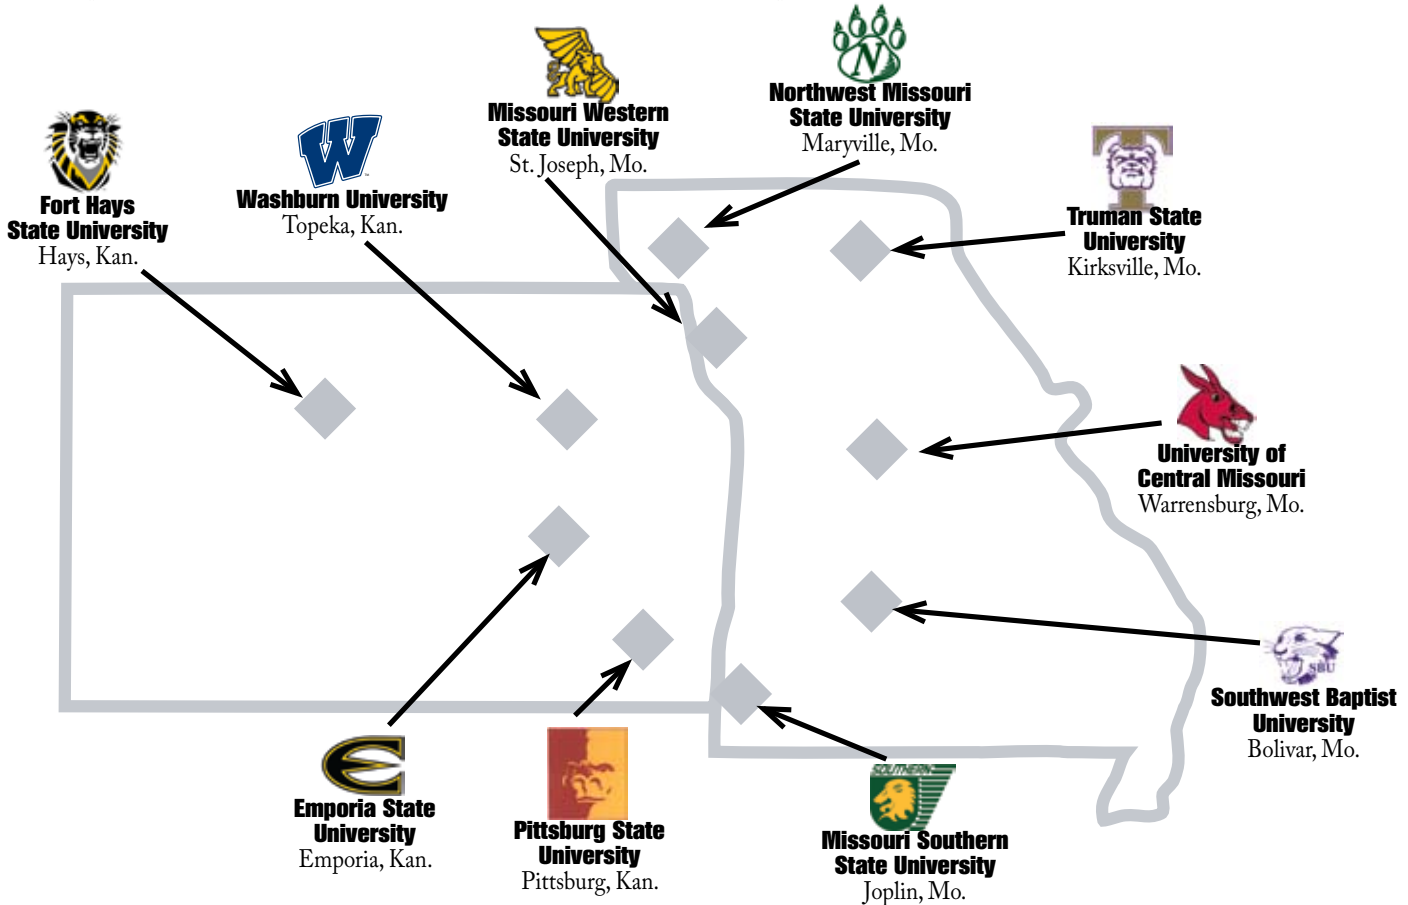 N
Northwest Missouri
State University
Maryville, Mo.
Missouri Western
State University
St. Joseph, Mo.
T
Truman State
University
Kirksville, Mo.
W
Washburn University
Topeka, Kan.
Fort Hays
State University
Hays, Kan.
University of
Central Missouri
Warrensburg, Mo.
SBU
Southwest Baptist
University
Bolivar, Mo.
E
Emporia State
University
Emporia, Kan.
Pittsburg State
University
Pittsburg, Kan.
SOUTHERN
Missouri Southern
State University
Joplin, Mo.